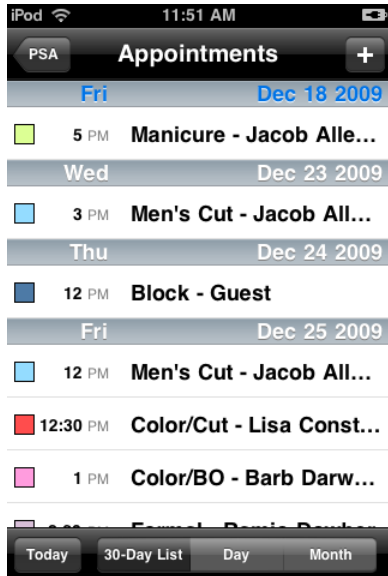 iPod 11:51 AM
PSA Appointments +
Fri Dec 18 2009
5 PM Manicure - Jacob Alle...
Wed Dec 23 2009
3 PM Men's Cut - Jacob All...
Thu Dec 24 2009
12 PM Block - Guest
Fri Dec 25 2009
12 PM Men's Cut - Jacob All...
12:30 PM Color/Cut - Lisa Const...
1 PM Color/BO - Barb Darw...
Today 30-Day List Day Month